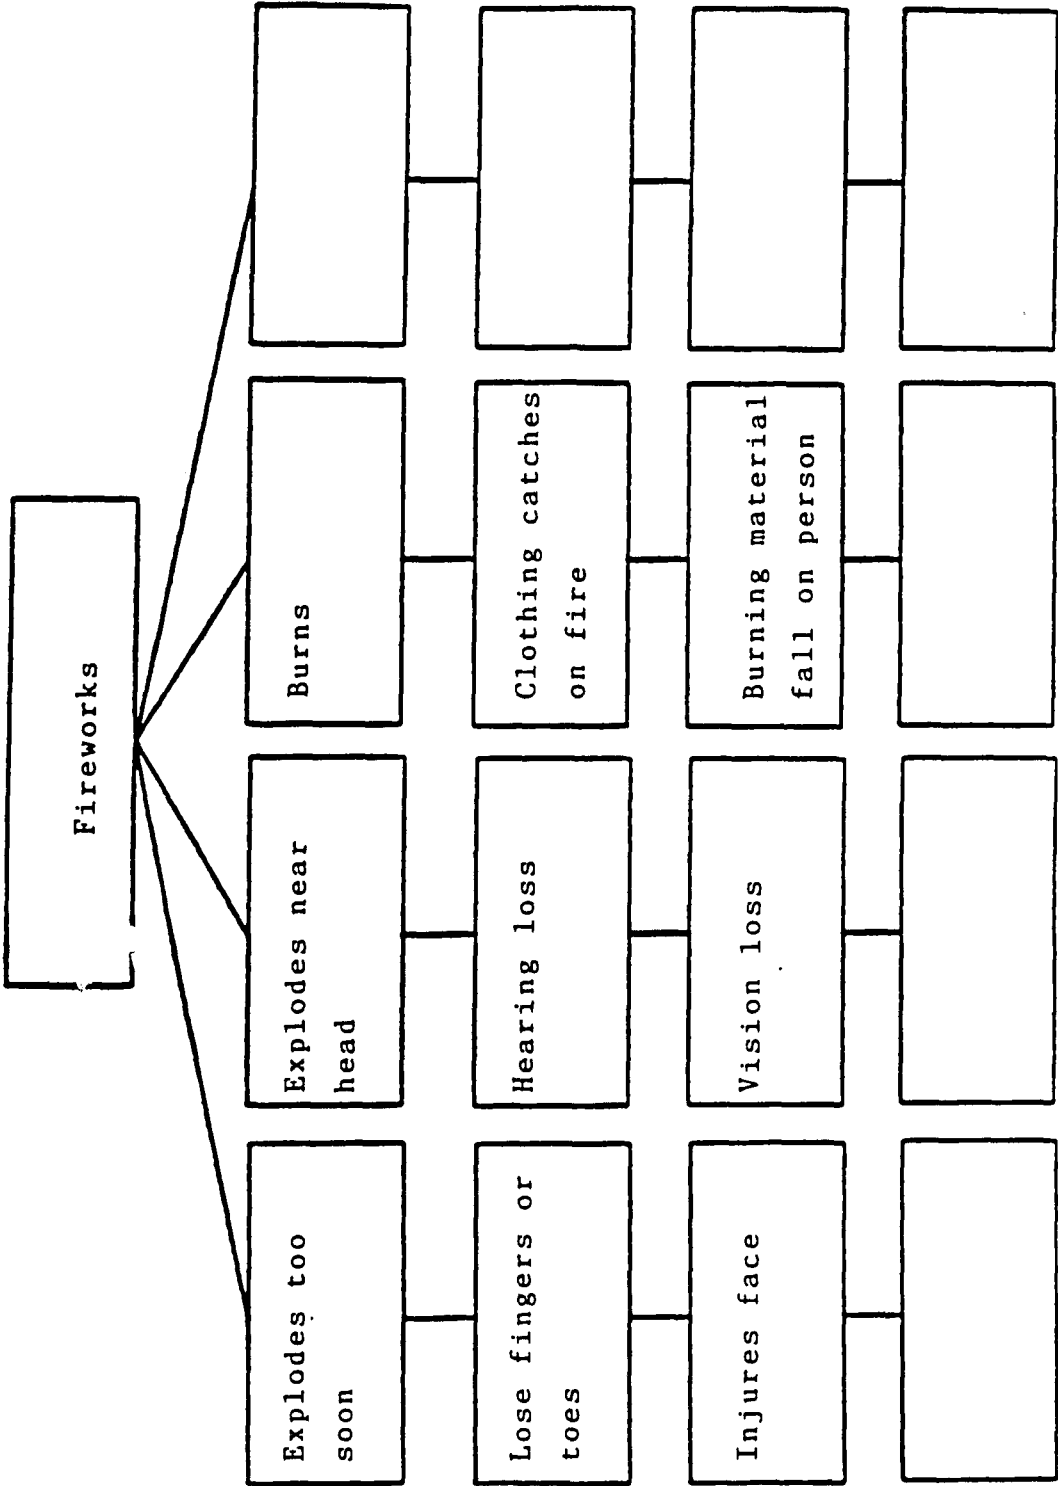 Fireworks
Explodes too
soon
Lose fingers or
toes
Injures face
Explodes near
head
Hearing loss
Vision loss
Burns
Clothing catches
on fire
Burning material
fall on person